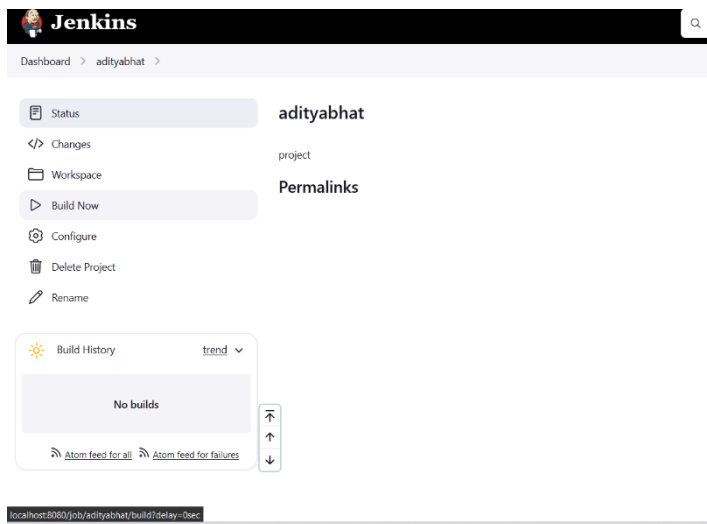 Jenkins
Dashboard > adityabhat >
Status
Changes
Workspace
Build Now
Configure
Delete Project
Rename
adityabhat
project
Permalinks
Build History trend
No builds
Atom feed for all Atom feed for failures
localhost:8080/job/adityabhat/build?delay=0sec